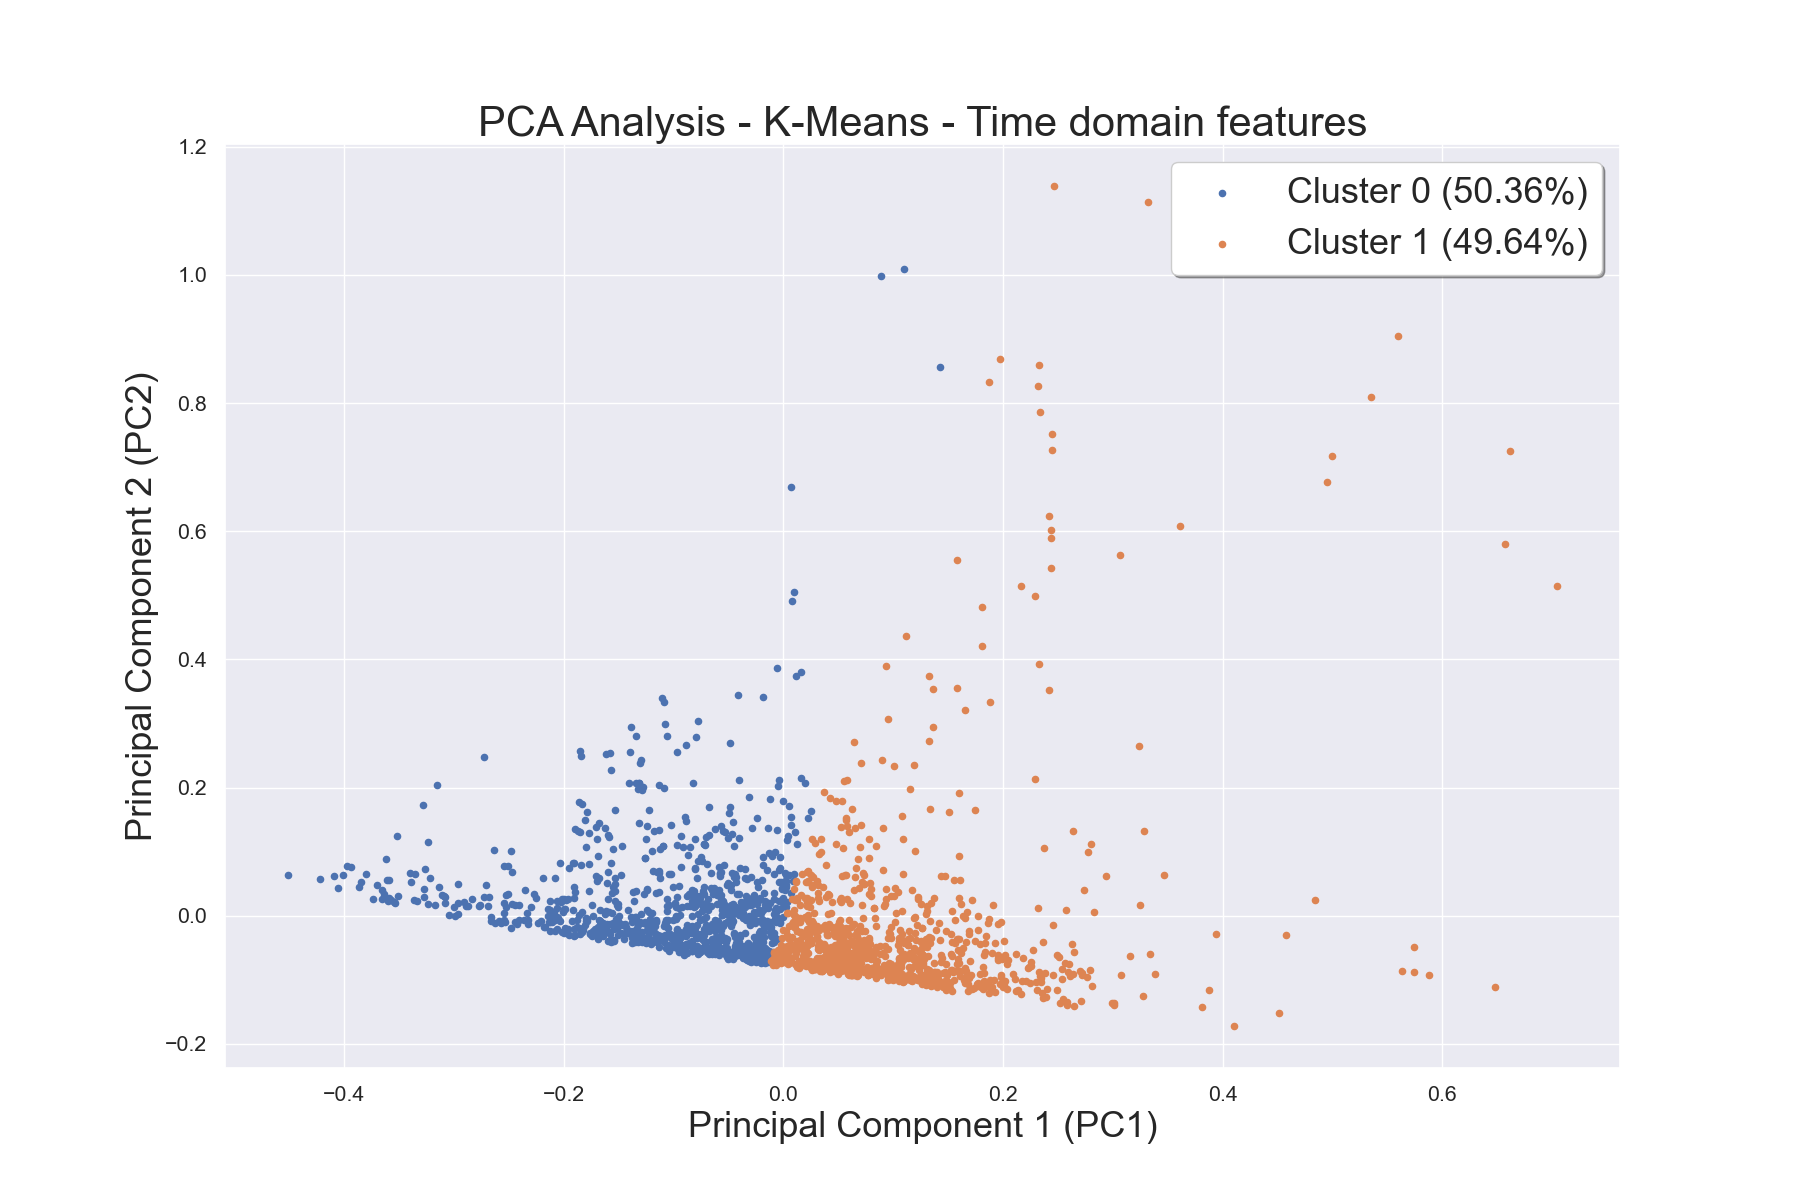 PCA Analysis - K-Means - Time domain features
1.2
1.0
0.8
0.6
0.4
0.2
0.0
−0.2
Principal Component 2 (PC2)
Cluster 0 (50.36%)
Cluster 1 (49.64%)
−0.4 −0.2 0.0 0.2 0.4 0.6
Principal Component 1 (PC1)